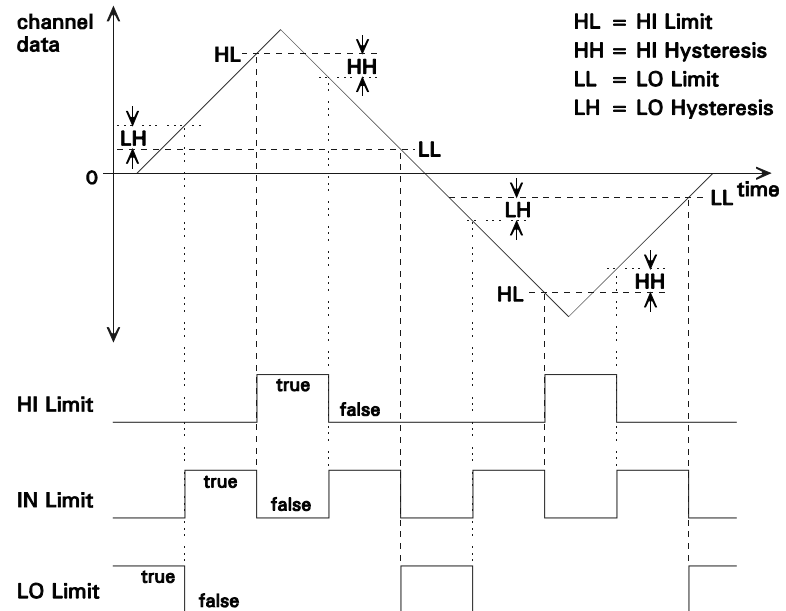 channel
data
HL = HI Limit
HH = HI Hysteresis
LL = LO Limit
LH = LO Hysteresis
HL
HH
LH
LL
0
time
LL
LH
HH
HL
HI Limit
true
false
IN Limit
true
false
LO Limit
true
false